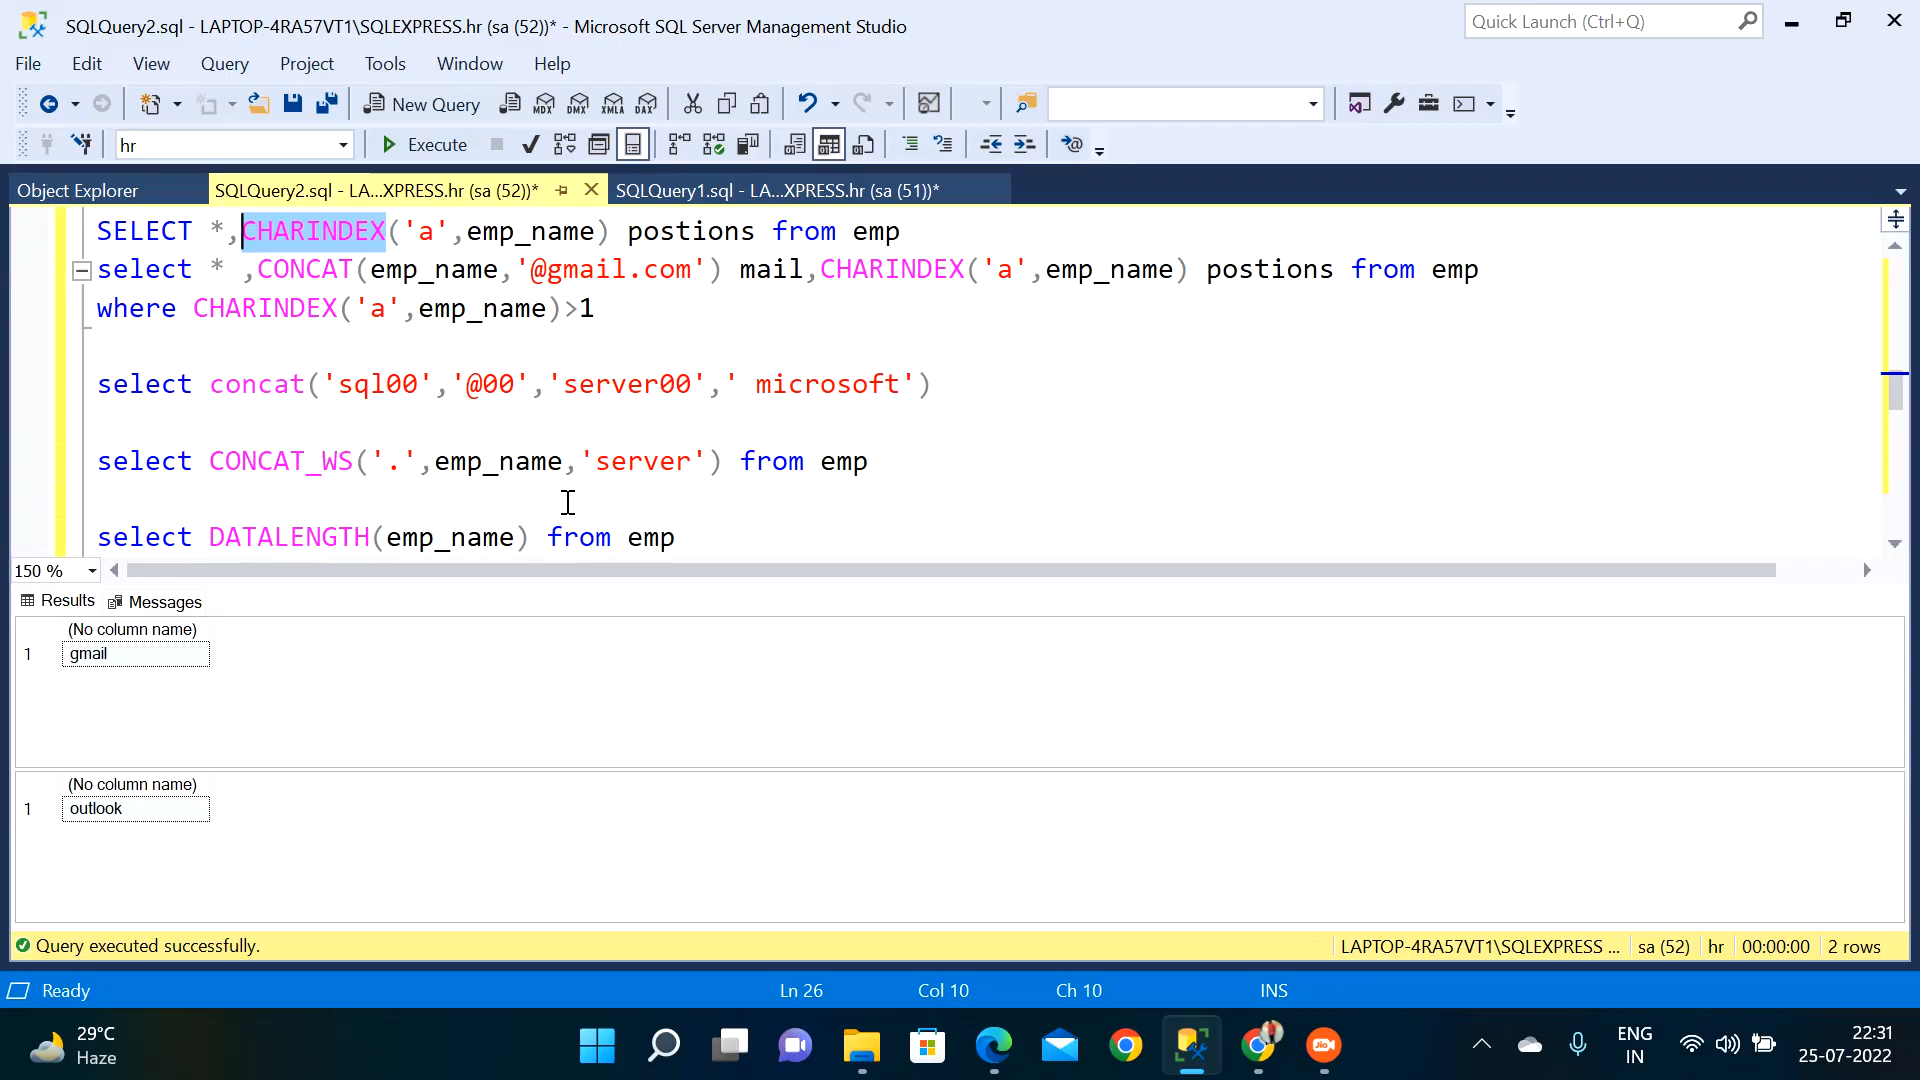 SQLQuery2.sql - LAPTOP-4RA57VT1\SQLEXPRESS.hr (sa (52))* - Microsoft SQL Server Management Studio
Quick Launch (Ctrl+Q)
File Edit View Query Project Tools Window Help
New Query MDX DMX XMLA DAX
hr Execute
Object Explorer SQLQuery2.sql - LA...XPRESS.hr (sa (52))* SQLQuery1.sql - LA...XPRESS.hr (sa (51))*
SELECT *,CHARINDEX('a',emp_name) postions from emp
select * ,CONCAT(emp_name,'@gmail.com') mail,CHARINDEX('a',emp_name) postions from emp
where CHARINDEX('a',emp_name)>1
select concat('sql00','@00','server00',' microsoft')
select CONCAT_WS('.',emp_name,'server') from emp
select DATALENGTH(emp_name) from emp
150 %
Results Messages
(No column name)
1 gmail
(No column name)
1 outlook
Query executed successfully. LAPTOP-4RA57VT1\SQLEXPRESS ... sa (52) hr 00:00:00 2 rows
Ready Ln 26 Col 10 Ch 10 INS
29°C
Haze
Jio
ENG
IN
22:31
25-07-2022